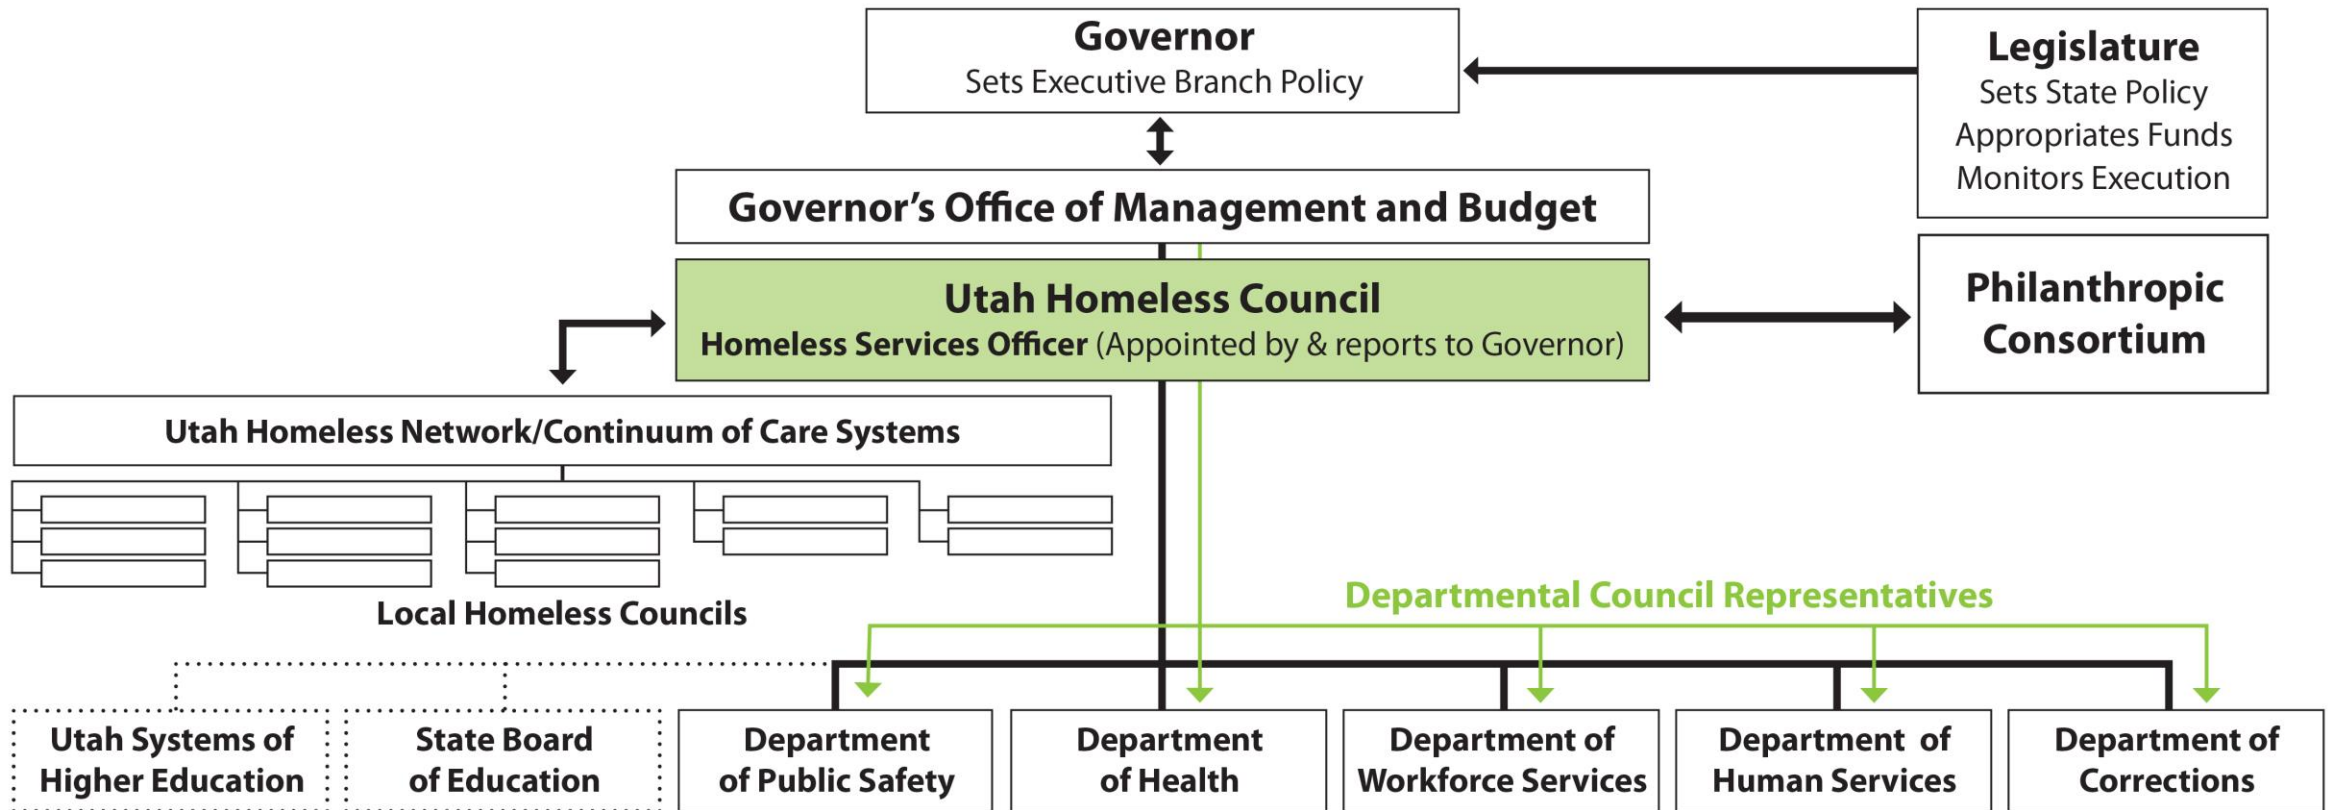 Governor
Sets Executive Branch Policy
Legislature
Sets State Policy
Appropriates Funds
Monitors Execution
Governor’s Office of Management and Budget
Utah Homeless Council
Homeless Services Officer (Appointed by & reports to Governor)
Philanthropic
Consortium
Utah Homeless Network/Continuum of Care Systems
Local Homeless Councils
Departmental Council Representatives
Utah Systems of
Higher Education
State Board
of Education
Department
of Public Safety
Department
of Health
Department of
Workforce Services
Department of
Human Services
Department of
Corrections